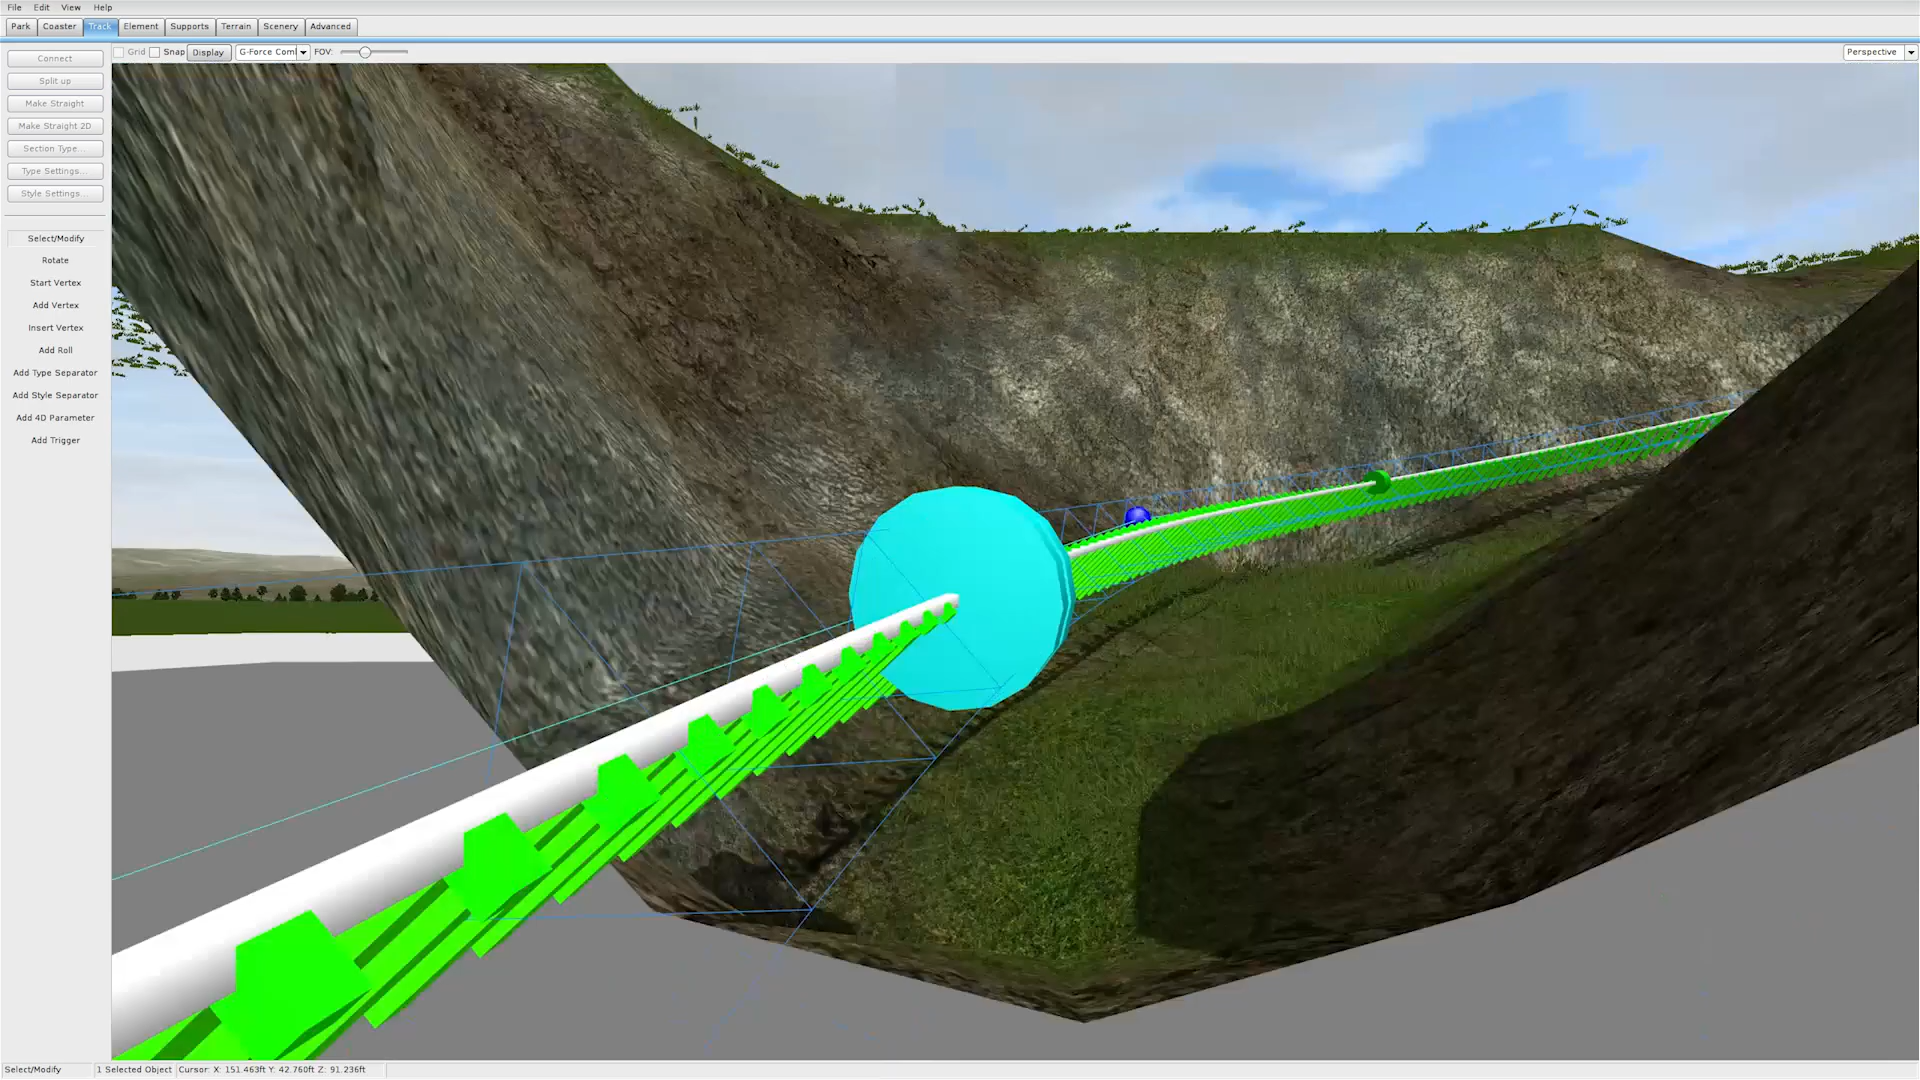 File Edit View Help
Park Coaster Track Element Supports Terrain Scenery Advanced
Grid Snap Display G-Force Com FOV: Perspective
Connect
Split up
Make Straight
Make Straight 2D
Section Type...
Type Settings...
Style Settings...
Select/Modify
Rotate
Start Vertex
Add Vertex
Insert Vertex
Add Roll
Add Type Separator
Add Style Separator
Add 4D Parameter
Add Trigger
Select/Modify 1 Selected Object Cursor: X: 151.463ft Y: 42.760ft Z: 91.236ft